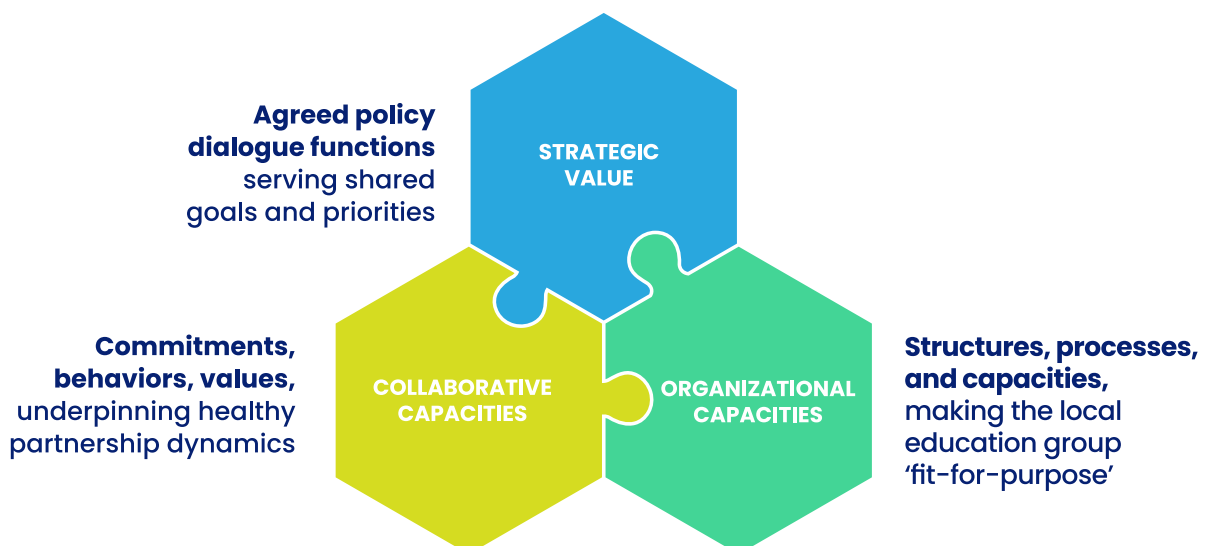 Agreed policy
dialogue functions
serving shared
goals and priorities
STRATEGIC
VALUE
Commitments,
behaviors, values,
underpinning healthy
partnership dynamics
COLLABORATIVE
CAPACITIES
ORGANIZATIONAL
CAPACITIES
Structures, processes,
and capacities,
making the local
education group
‘fit-for-purpose’